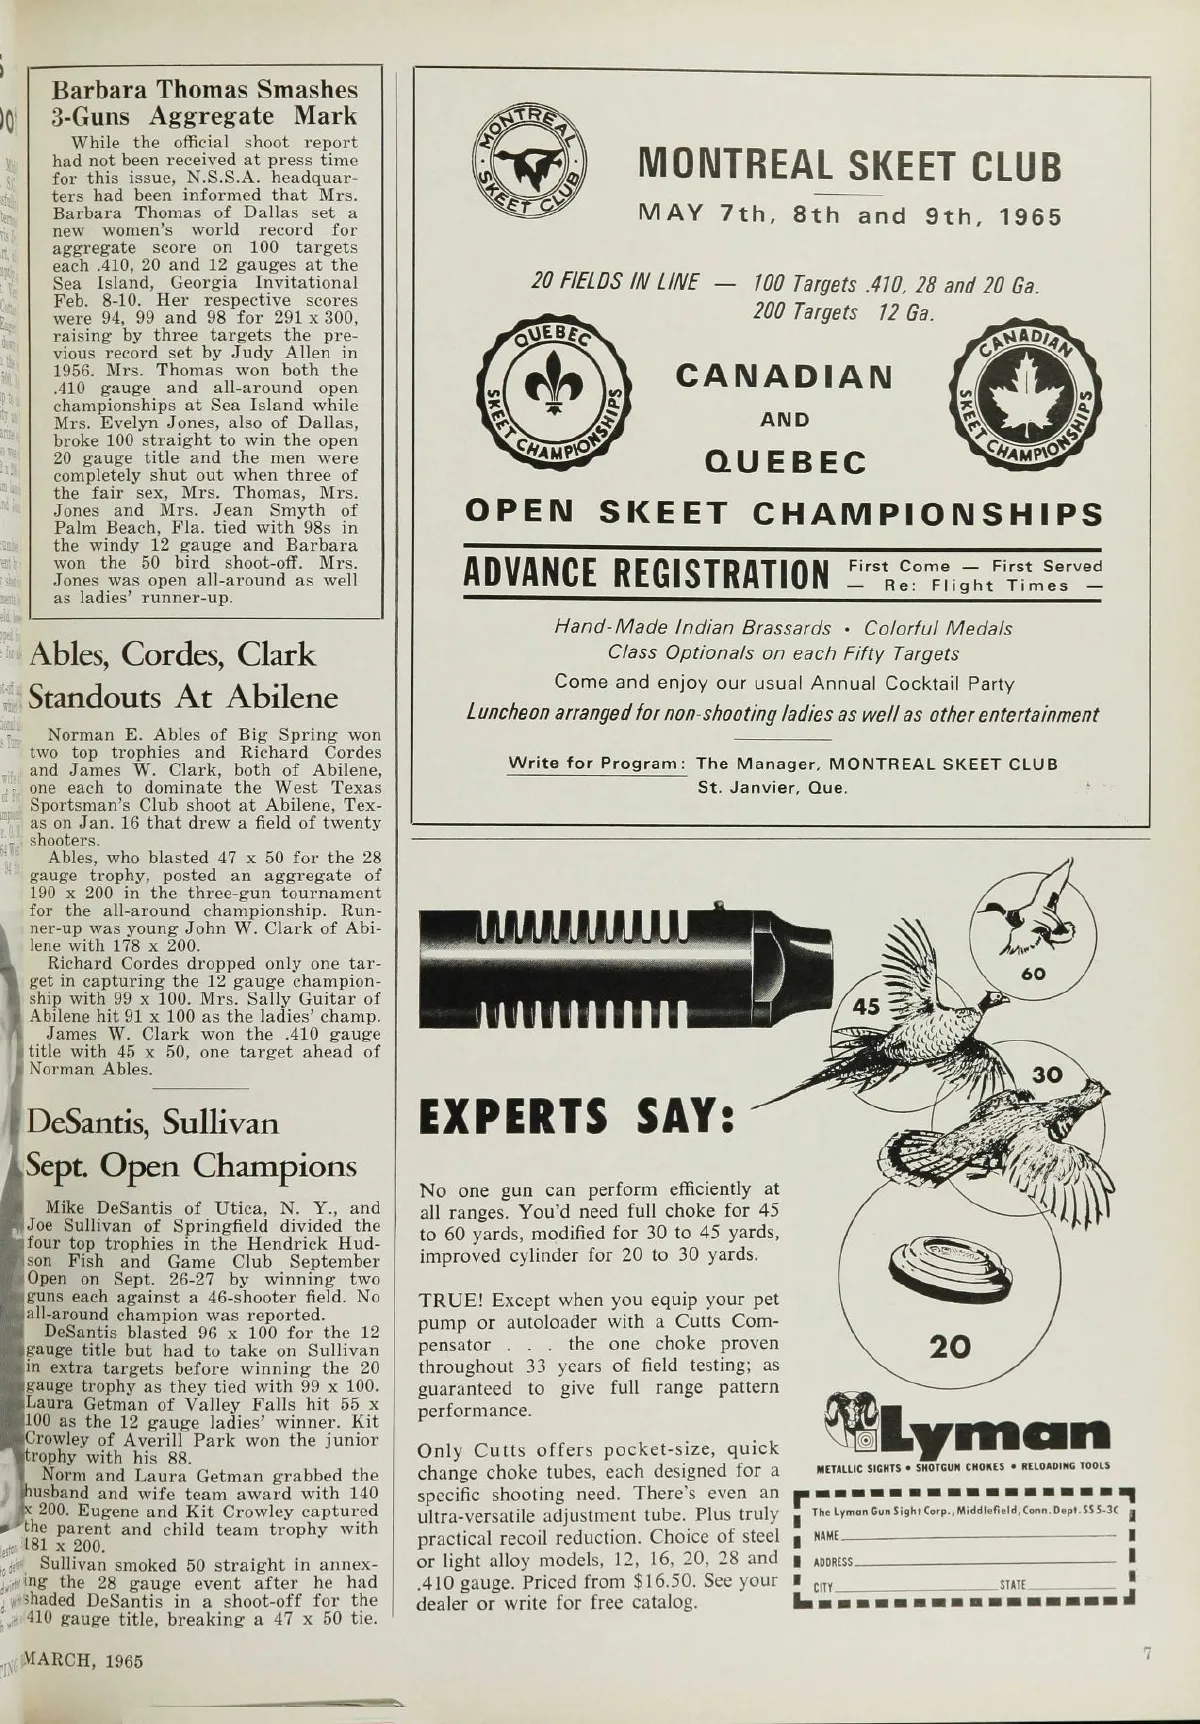 Barbara Thomas Smashes
3-Guns Aggregate Mark
While the official shoot report
had not been received at press time
for this issue, N.S.S.A. headquar-
ters had been informed that Mrs.
Barbara Thomas of Dallas set a
new women's world record for
aggregate score on 100 targets
each .410, 20 and 12 gauges at the
Sea Island, Georgia Invitational
Feb. 8-10. Her respective scores
were 94, 99 and 98 for 291 x 300,
raising by three targets the pre-
vious record set by Judy Allen in
1956. Mrs. Thomas won both the
.410 gauge and all-around open
championships at Sea Island while
Mrs. Evelyn Jones, also of Dallas,
broke 100 straight to win the open
20 gauge title and the men were
completely shut out when three of
the fair sex, Mrs. Thomas, Mrs.
Jones and Mrs. Jean Smyth of
Palm Beach, Fla. tied with 98s in
the windy 12 gauge and Barbara
won the 50 bird shoot-off. Mrs.
Jones was open all-around as well
as ladies' runner-up.
Ables, Cordes, Clark
Standouts At Abilene
Norman E. Ables of Big Spring won
two top trophies and Richard Cordes
and James W. Clark, both of Abilene,
one each to dominate the West Texas
Sportsman's Club shoot at Abilene, Tex-
as on Jan. 16 that drew a field of twenty
shooters.
Ables, who blasted 47 x 50 for the 28
gauge trophy, posted an aggregate of
190 x 200 in the three-gun tournament
for the all-around championship. Run-
ner-up was young John W. Clark of Abi-
lene with 178 x 200.
Richard Cordes dropped only one tar-
get in capturing the 12 gauge champion-
ship with 99 x 100. Mrs. Sally Guitar of
Abilene hit 91 x 100 as the ladies' champ.
James W. Clark won the .410 gauge
title with 45 x 50, one target ahead of
Norman Ables.
DeSantis, Sullivan
Sept. Open Champions
Mike DeSantis of Utica, N. Y., and
Joe Sullivan of Springfield divided the
four top trophies in the Hendrick Hud-
son Fish and Game Club September
Open on Sept. 26-27 by winning two
guns each against a 46-shooter field. No
all-around champion was reported.
DeSantis blasted 96 x 100 for the 12
gauge title but had to take on Sullivan
in extra targets before winning the 20
gauge trophy as they tied with 99 x 100.
Laura Getman of Valley Falls hit 55 x
100 as the 12 gauge ladies' winner. Kit
Crowley of Averill Park won the junior
trophy with his 88.
Norm and Laura Getman grabbed the
husband and wife team award with 140
x 200. Eugene and Kit Crowley captured
the parent and child team trophy with
181 x 200.
Sullivan smoked 50 straight in annex-
ing the 28 gauge event after he had
shaded DeSantis in a shoot-off for the
410 gauge title, breaking a 47 x 50 tie.
MARCH, 1965
MONTREAL
SKEET CLUB
MONTREAL SKEET CLUB
MAY 7th, 8th and 9th, 1965
20 FIELDS IN LINE — 100 Targets .410, 28 and 20 Ga.
200 Targets 12 Ga.
QUEBEC
SKEET CHAMPIONSHIPS
CANADIAN
AND
QUEBEC
CANADIAN
SKEET CHAMPIONSHIPS
OPEN SKEET CHAMPIONSHIPS
ADVANCE REGISTRATION First Come — First Served
— Re: Flight Times —
Hand-Made Indian Brassards • Colorful Medals
Class Optionals on each Fifty Targets
Come and enjoy our usual Annual Cocktail Party
Luncheon arranged for non-shooting ladies as well as other entertainment
Write for Program: The Manager, MONTREAL SKEET CLUB
St. Janvier, Que.
60
45
30
20
EXPERTS SAY:
No one gun can perform efficiently at
all ranges. You'd need full choke for 45
to 60 yards, modified for 30 to 45 yards,
improved cylinder for 20 to 30 yards.
TRUE! Except when you equip your pet
pump or autoloader with a Cutts Com-
pensator . . . the one choke proven
throughout 33 years of field testing; as
guaranteed to give full range pattern
performance.
Only Cutts offers pocket-size, quick
change choke tubes, each designed for a
specific shooting need. There's even an
ultra-versatile adjustment tube. Plus truly
practical recoil reduction. Choice of steel
or light alloy models, 12, 16, 20, 28 and
.410 gauge. Priced from $16.50. See your
dealer or write for free catalog.
Lyman
METALLIC SIGHTS • SHOTGUN CHOKES • RELOADING TOOLS
The Lyman Gun Sight Corp., Middlefield, Conn. Dept. SS 5-3C
NAME
ADDRESS
CITY STATE
7